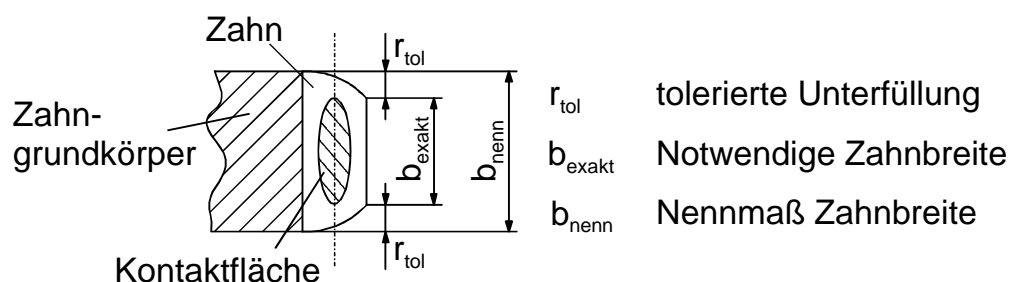 Zahn
r_tol
Zahn-
grundkörper
b_exakt
b_nenn
r_tol
Kontaktfläche
r_tol tolerierte Unterfüllung
b_exakt Notwendige Zahnbreite
b_nenn Nennmaß Zahnbreite